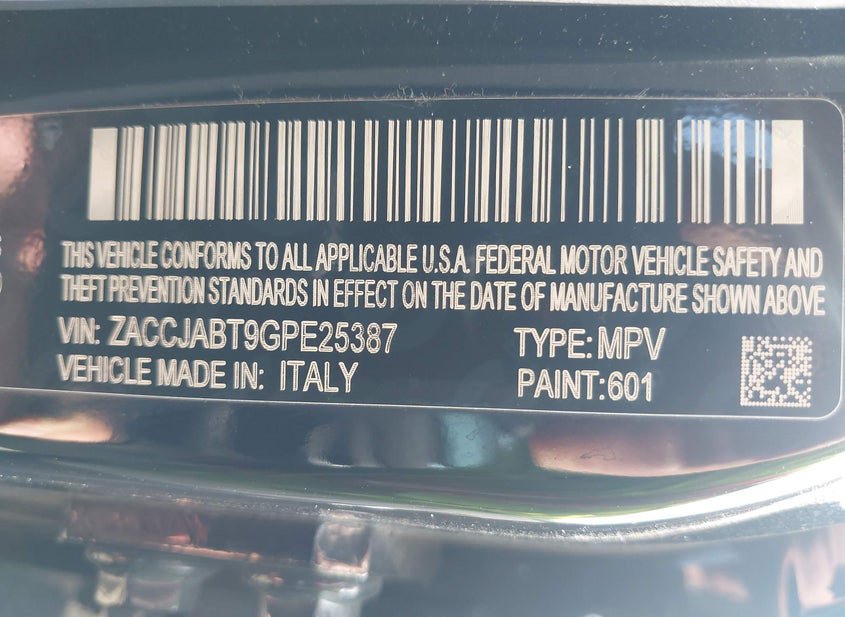 THIS VEHICLE CONFORMS TO ALL APPLICABLE U.S.A. FEDERAL MOTOR VEHICLE SAFETY AND
THEFT PREVENTION STANDARDS IN EFFECT ON THE DATE OF MANUFACTURE SHOWN ABOVE
VIN: ZACCJABT9GPE25387 TYPE: MPV
VEHICLE MADE IN: ITALY PAINT:601